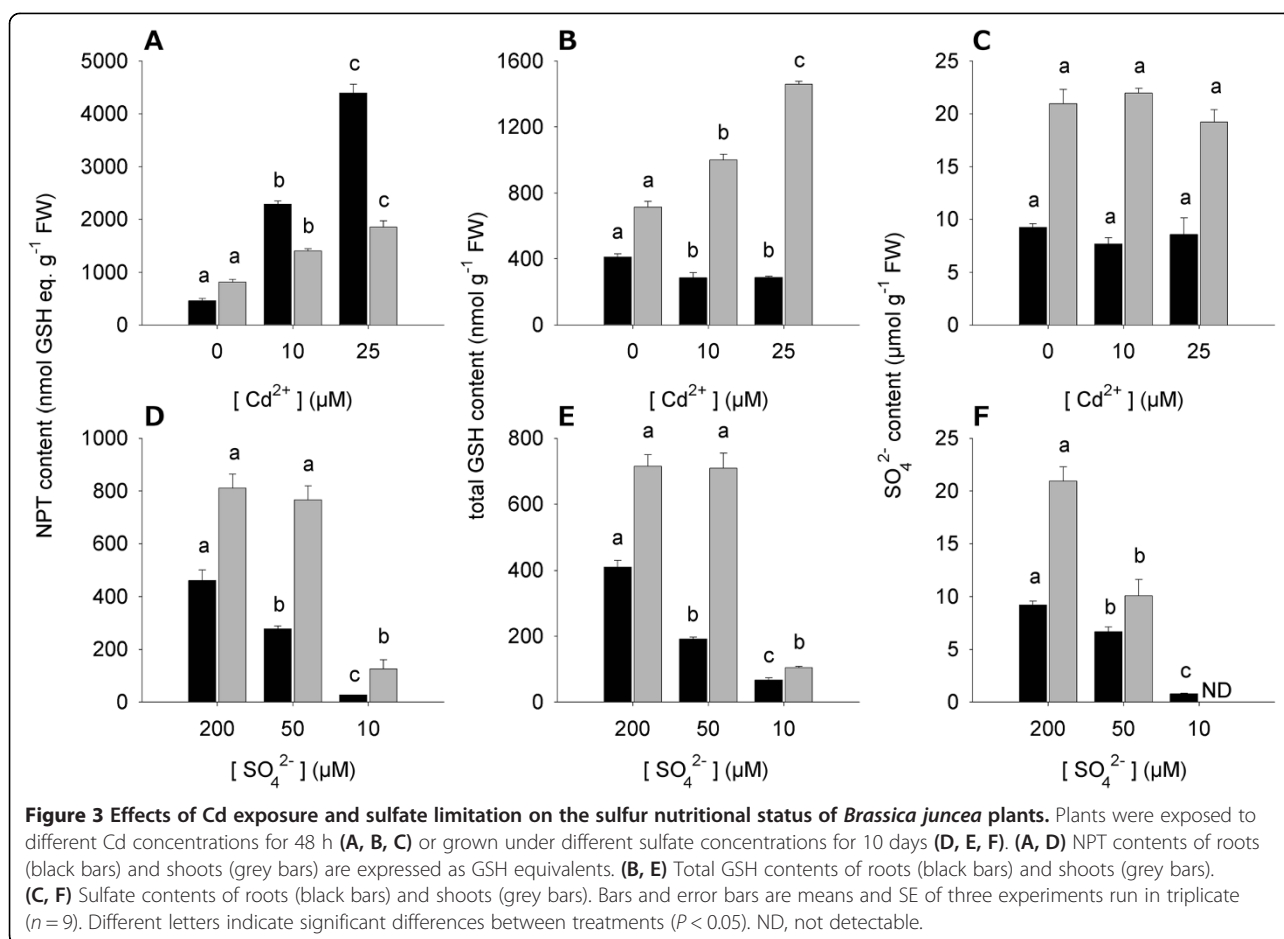 A
B
C
NPT content (nmol GSH eq. g⁻¹ FW)
5000
4000
3000
2000
1000
0
a
a
b
b
c
c
0
10
25
[ Cd²⁺ ] (µM)
total GSH content (nmol g⁻¹ FW)
1600
1200
800
400
0
a
a
b
b
b
c
0
10
25
[ Cd²⁺ ] (µM)
SO₄²⁻ content (µmol g⁻¹ FW)
25
20
15
10
5
0
a
a
a
a
a
a
0
10
25
[ Cd²⁺ ] (µM)
D
E
F
1000
800
600
400
200
0
a
a
b
a
c
b
200
50
10
[ SO₄²⁻ ] (µM)
800
600
400
200
0
a
a
b
a
c
b
200
50
10
[ SO₄²⁻ ] (µM)
25
20
15
10
5
0
a
a
b
b
c
ND
200
50
10
[ SO₄²⁻ ] (µM)
Figure 3 Effects of Cd exposure and sulfate limitation on the sulfur nutritional status of Brassica juncea plants. Plants were exposed to
different Cd concentrations for 48 h (A, B, C) or grown under different sulfate concentrations for 10 days (D, E, F). (A, D) NPT contents of roots
(black bars) and shoots (grey bars) are expressed as GSH equivalents. (B, E) Total GSH contents of roots (black bars) and shoots (grey bars).
(C, F) Sulfate contents of roots (black bars) and shoots (grey bars). Bars and error bars are means and SE of three experiments run in triplicate
(n = 9). Different letters indicate significant differences between treatments (P < 0.05). ND, not detectable.